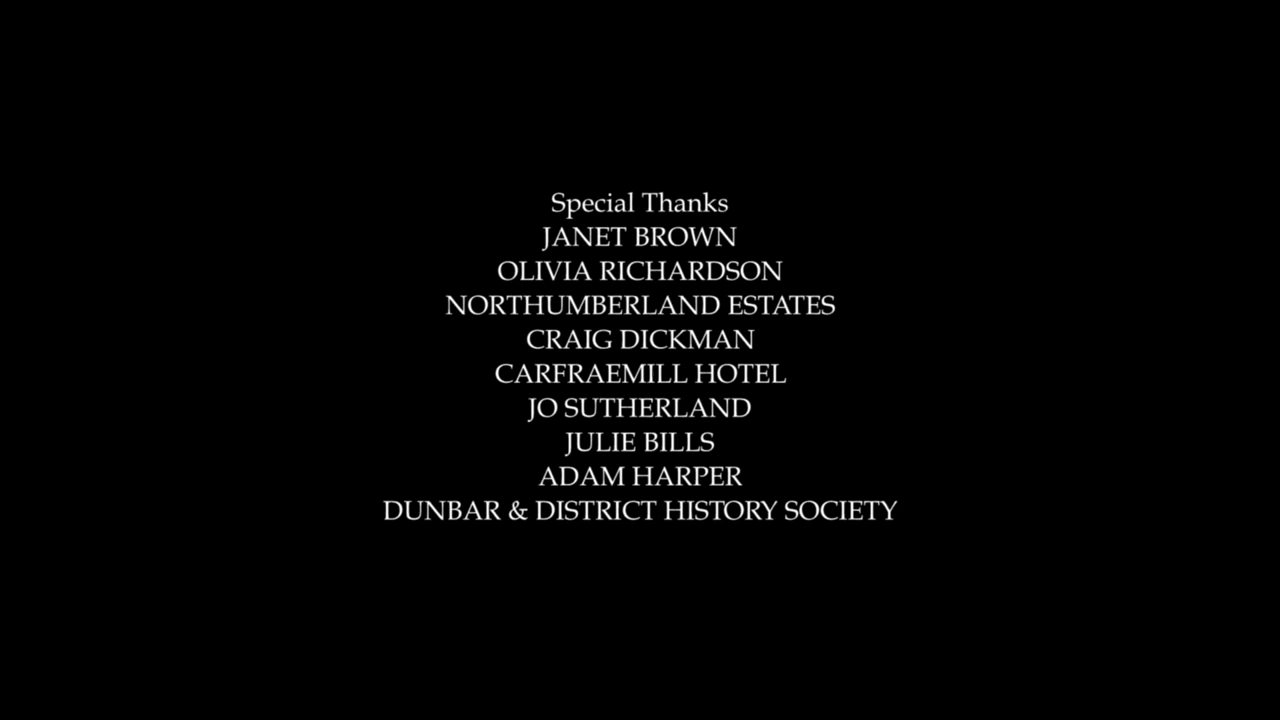 Special Thanks
JANET BROWN
OLIVIA RICHARDSON
NORTHUMBERLAND ESTATES
CRAIG DICKMAN
CARFRAEMILL HOTEL
JO SUTHERLAND
JULIE BILLS
ADAM HARPER
DUNBAR & DISTRICT HISTORY SOCIETY